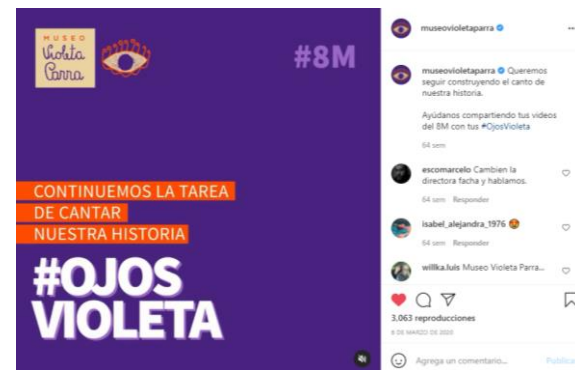 MUSEO
Violeta
Parra
#8M
CONTINUEMOS LA TAREA
DE CANTAR
NUESTRA HISTORIA
#OJOS
VIOLETA
museovioletaparra
museovioletaparra Queremos
seguir construyendo el canto de
nuestra historia.
Ayúdanos compartiendo tus videos
del 8M con tus #OjosVioleta
64 sem
escomarcelo Cambien la
directora facha y hablamos.
64 sem Responder
isabel_alejandra_1976 🥰
64 sem Responder
willka.luis Museo Violeta Parra...
3,063 reproducciones
6 DE MARZO DE 2020
Agrega un comentario...
Publicar